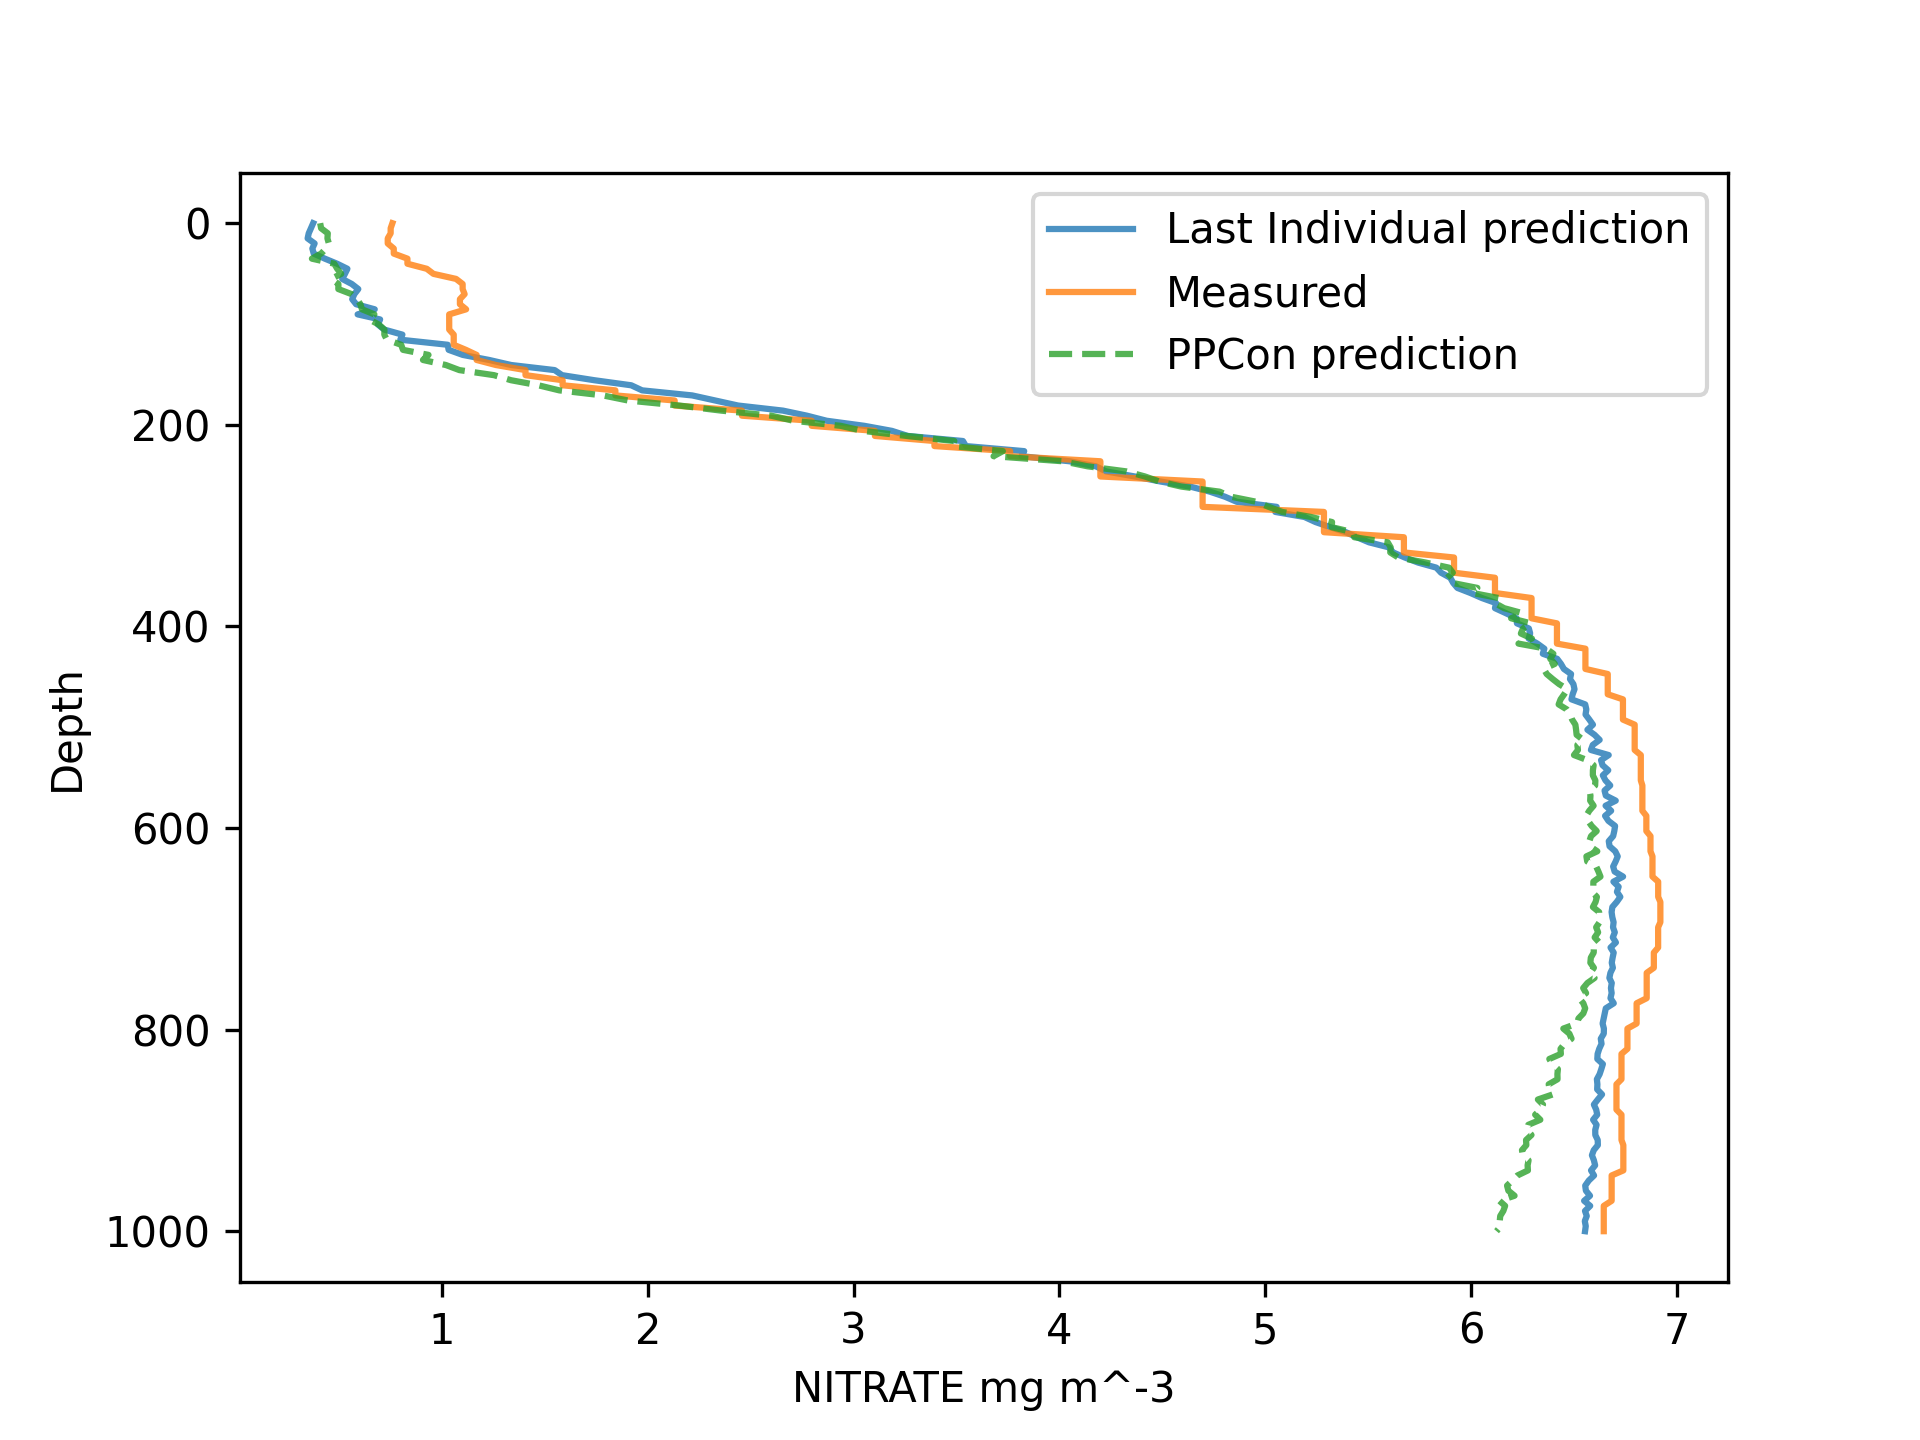 Last Individual prediction
Measured
PPCon prediction
0
200
400
600
800
1000
Depth
1 2 3 4 5 6 7
NITRATE mg m^-3